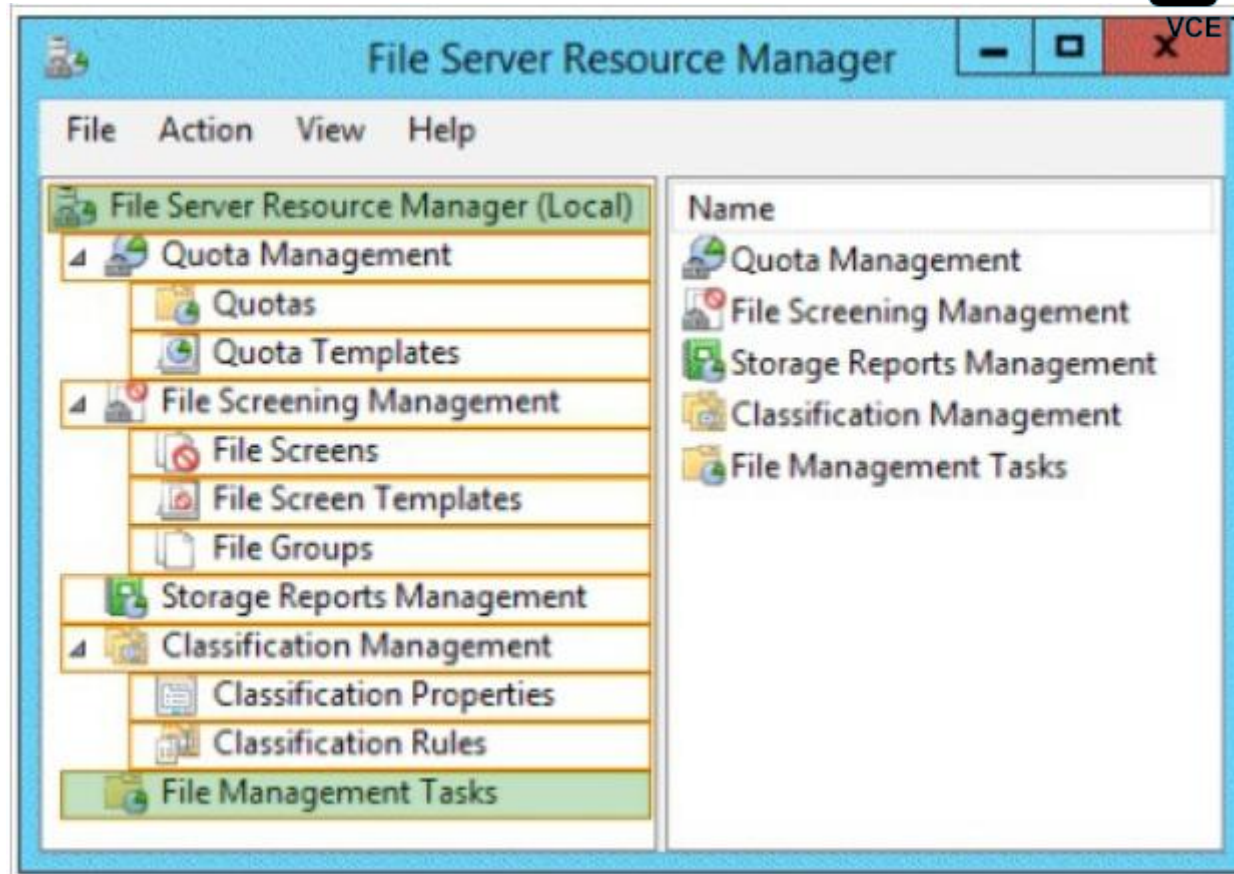 VCE
File Server Resource Manager
File Action View Help
File Server Resource Manager (Local)
Quota Management
Quotas
Quota Templates
File Screening Management
File Screens
File Screen Templates
File Groups
Storage Reports Management
Classification Management
Classification Properties
Classification Rules
File Management Tasks
Name
Quota Management
File Screening Management
Storage Reports Management
Classification Management
File Management Tasks